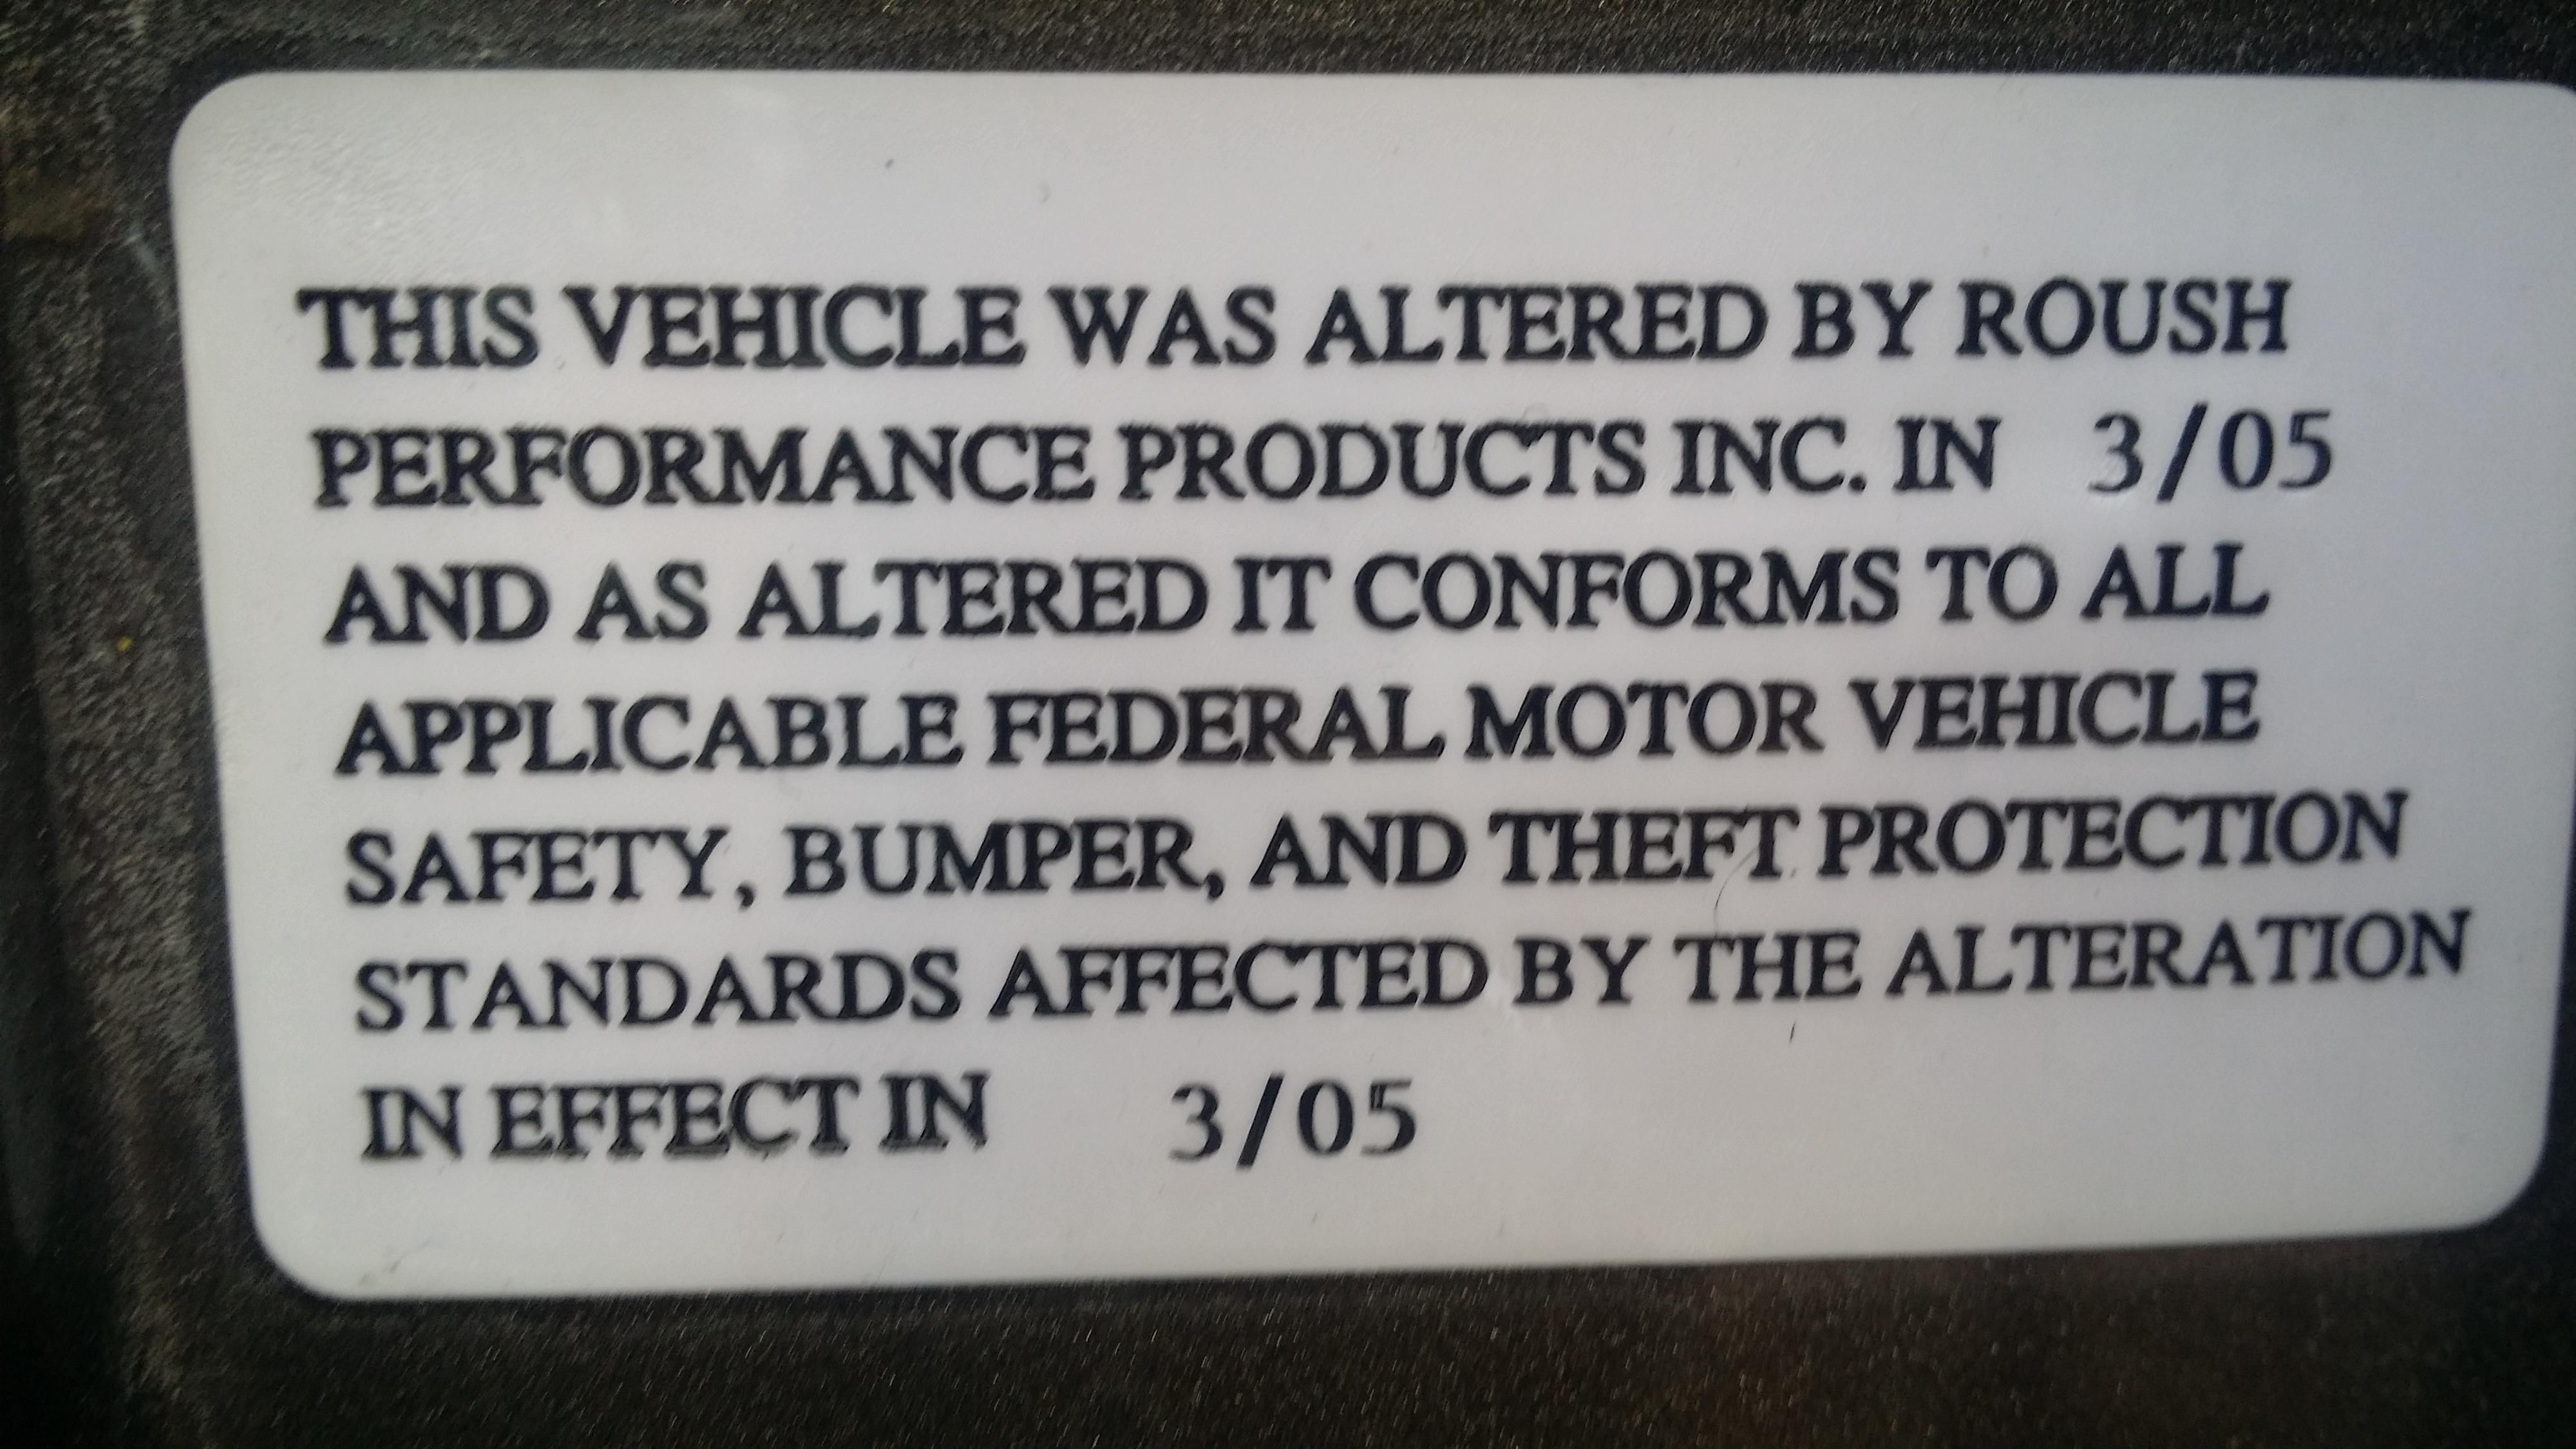 THIS VEHICLE WAS ALTERED BY ROUSH
PERFORMANCE PRODUCTS INC. IN 3/05
AND AS ALTERED IT CONFORMS TO ALL
APPLICABLE FEDERAL MOTOR VEHICLE
SAFETY, BUMPER, AND THEFT PROTECTION
STANDARDS AFFECTED BY THE ALTERATION
IN EFFECT IN 3/05